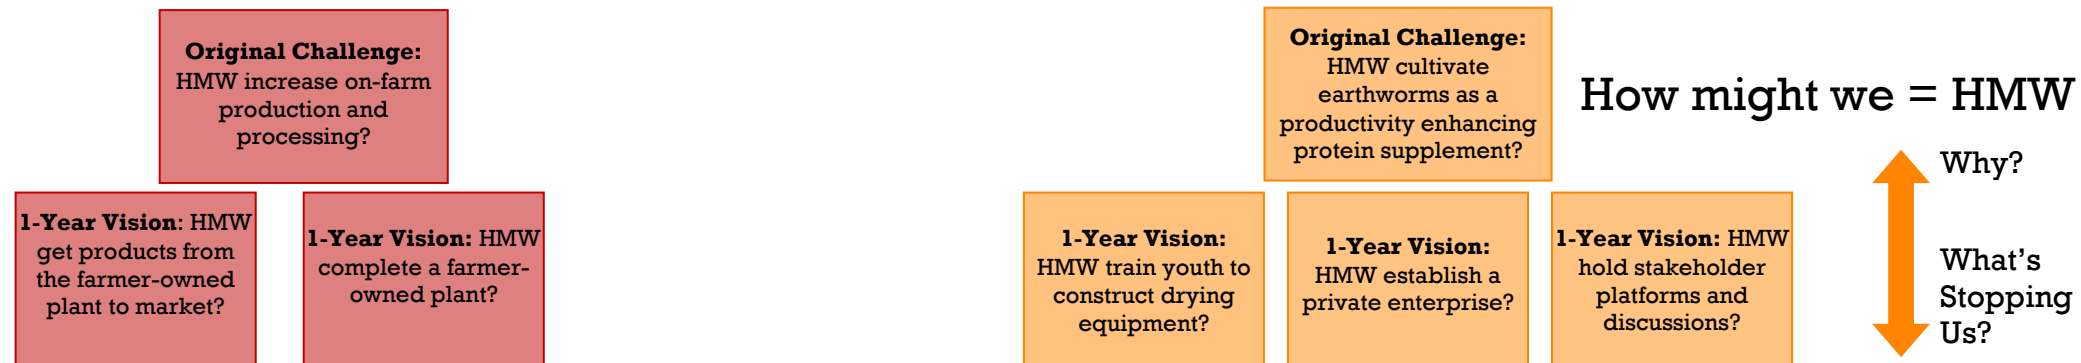 Original Challenge:
HMW increase on-farm
production and
processing?
1-Year Vision: HMW
get products from
the farmer-owned
plant to market?
1-Year Vision: HMW
complete a farmer-
owned plant?
Original Challenge:
HMW cultivate
earthworms as a
productivity enhancing
protein supplement?
1-Year Vision:
HMW train youth to
construct drying
equipment?
1-Year Vision:
HMW establish a
private enterprise?
1-Year Vision: HMW
hold stakeholder
platforms and
discussions?
How might we = HMW
Why?
What's
Stopping
Us?